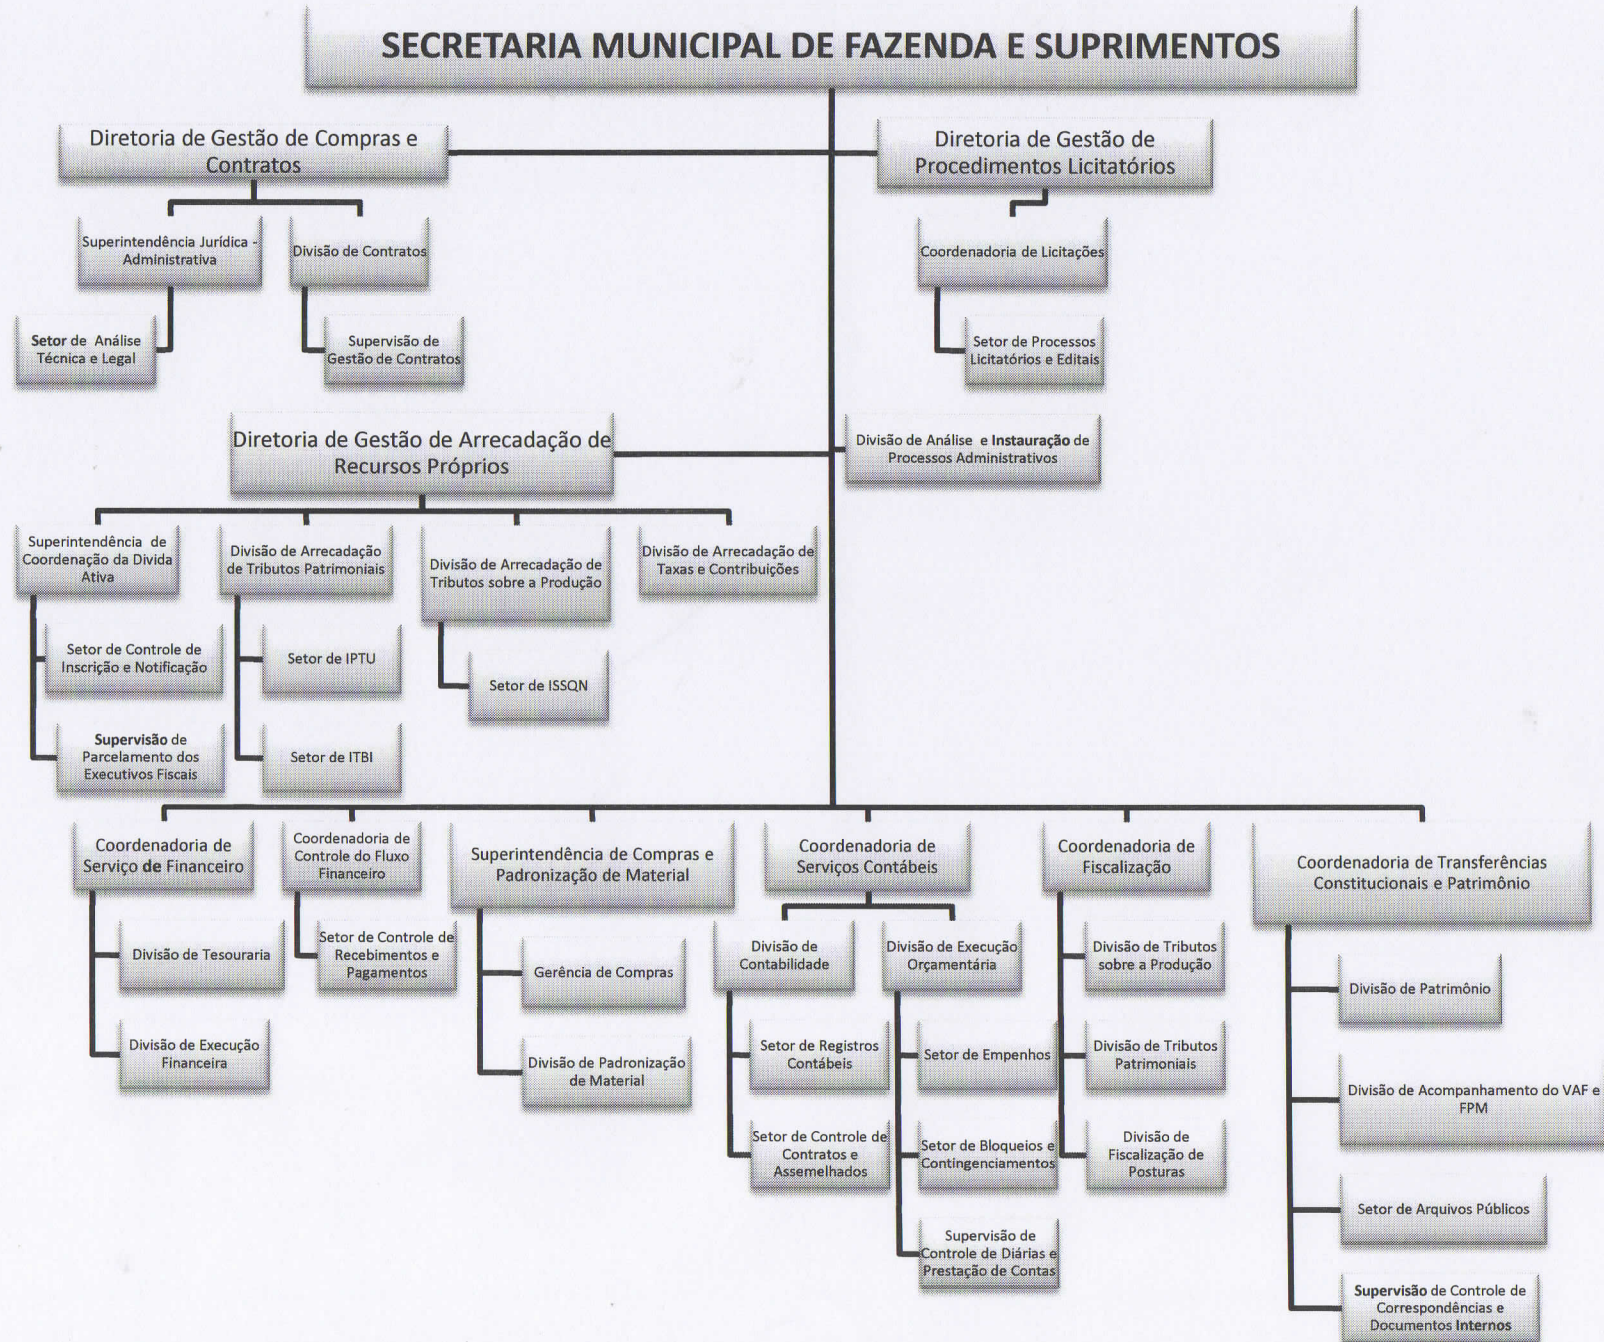 SECRETARIA MUNICIPAL DE FAZENDA E SUPRIMENTOS
Diretoria de Gestão de Compras e
Contratos
Diretoria de Gestão de
Procedimentos Licitatórios
Superintendência Jurídica -
Administrativa
Divisão de Contratos
Coordenadoria de Licitações
Setor de Análise
Técnica e Legal
Supervisão de
Gestão de Contratos
Setor de Processos
Licitatórios e Editais
Diretoria de Gestão de Arrecadação de
Recursos Próprios
Divisão de Análise e Instauração de
Processos Administrativos
Superintendência de
Coordenação da Divida
Ativa
Divisão de Arrecadação
de Tributos Patrimoniais
Divisão de Arrecadação de
Tributos sobre a Produção
Divisão de Arrecadação de
Taxas e Contribuições
Setor de Controle de
Inscrição e Notificação
Setor de IPTU
Setor de ISSQN
Supervisão de
Parcelamento dos
Executivos Fiscais
Setor de ITBI
Coordenadoria de
Serviço de Financeiro
Coordenadoria de
Controle do Fluxo
Financeiro
Superintendência de Compras e
Padronização de Material
Coordenadoria de
Serviços Contábeis
Coordenadoria de
Fiscalização
Coordenadoria de Transferências
Constitucionais e Patrimônio
Divisão de Tesouraria
Setor de Controle de
Recebimentos e
Pagamentos
Gerência de Compras
Divisão de
Contabilidade
Divisão de Execução
Orçamentária
Divisão de Tributos
sobre a Produção
Divisão de Patrimônio
Divisão de Execução
Financeira
Divisão de Padronização
de Material
Setor de Registros
Contábeis
Setor de Empenhos
Divisão de Tributos
Patrimoniais
Divisão de Acompanhamento do VAF e
FPM
Setor de Controle de
Contratos e
Assemelhados
Setor de Bloqueios e
Contingenciamentos
Divisão de
Fiscalização de
Posturas
Setor de Arquivos Públicos
Supervisão de
Controle de Diárias e
Prestação de Contas
Supervisão de Controle de
Correspondências e
Documentos Internos